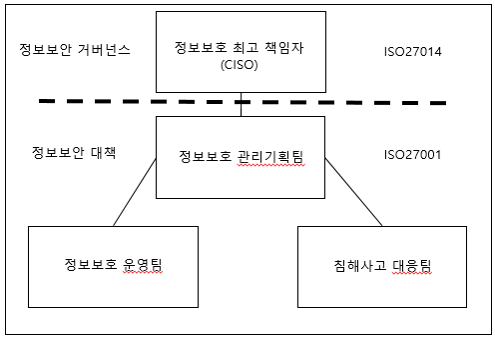 정보보안 거버넌스
정보보호 최고 책임자
(CISO)
ISO27014
정보보안 대책
정보보호 관리기획팀
ISO27001
정보보호 운영팀
침해사고 대응팀